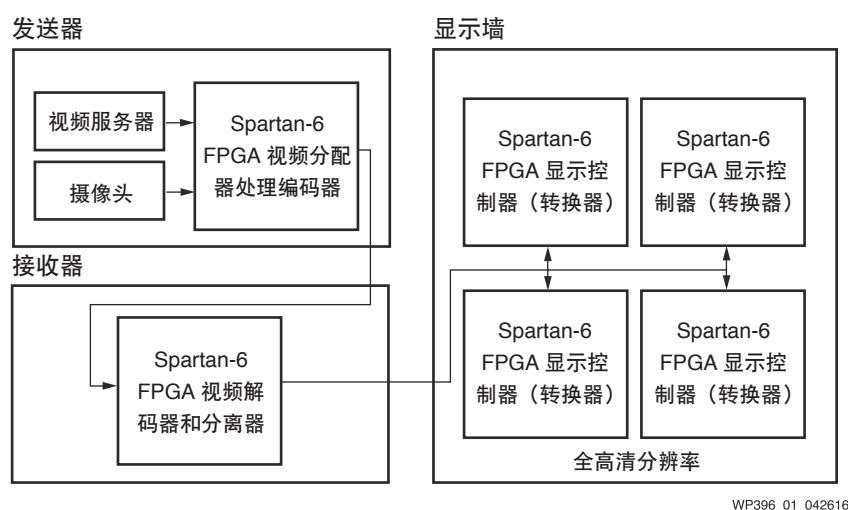 发送器
视频服务器
摄像头
Spartan-6
FPGA 视频分配
器处理编码器
接收器
Spartan-6
FPGA 视频解
码器和分离器
显示墙
Spartan-6
FPGA 显示控
制器（转换器）
Spartan-6
FPGA 显示控
制器（转换器）
Spartan-6
FPGA 显示控
制器（转换器）
Spartan-6
FPGA 显示控
制器（转换器）
全高清分辨率
WP396_01_042616